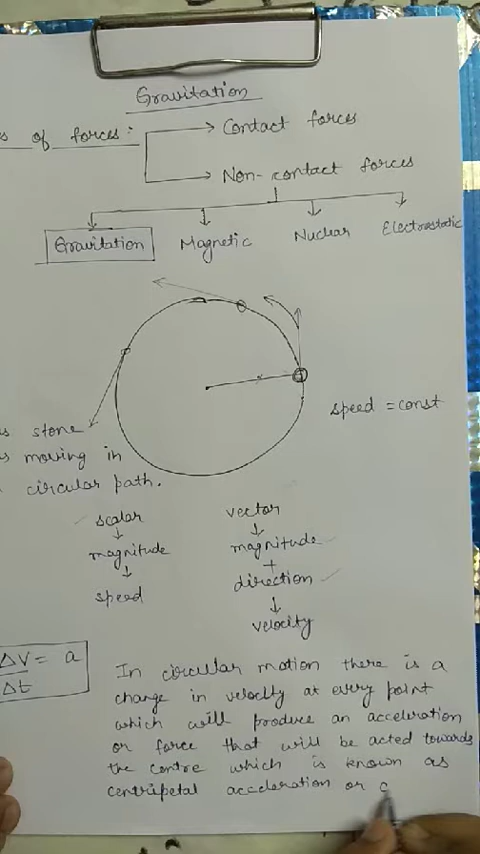 Gravitation
s of forces:
Contact forces
Non-contact forces
Gravitation Magnetic Nuclear Electrostatic
speed = const
s stone
s moving in
circular path.
scalar vector
magnitude magnitude
+
speed direction
velocity
ΔV = a
Δt
In circular motion there is a
change in velocity at every point
which will produce an acceleration
or force that will be acted towards
the centre which is known as
centripetal acceleration or c